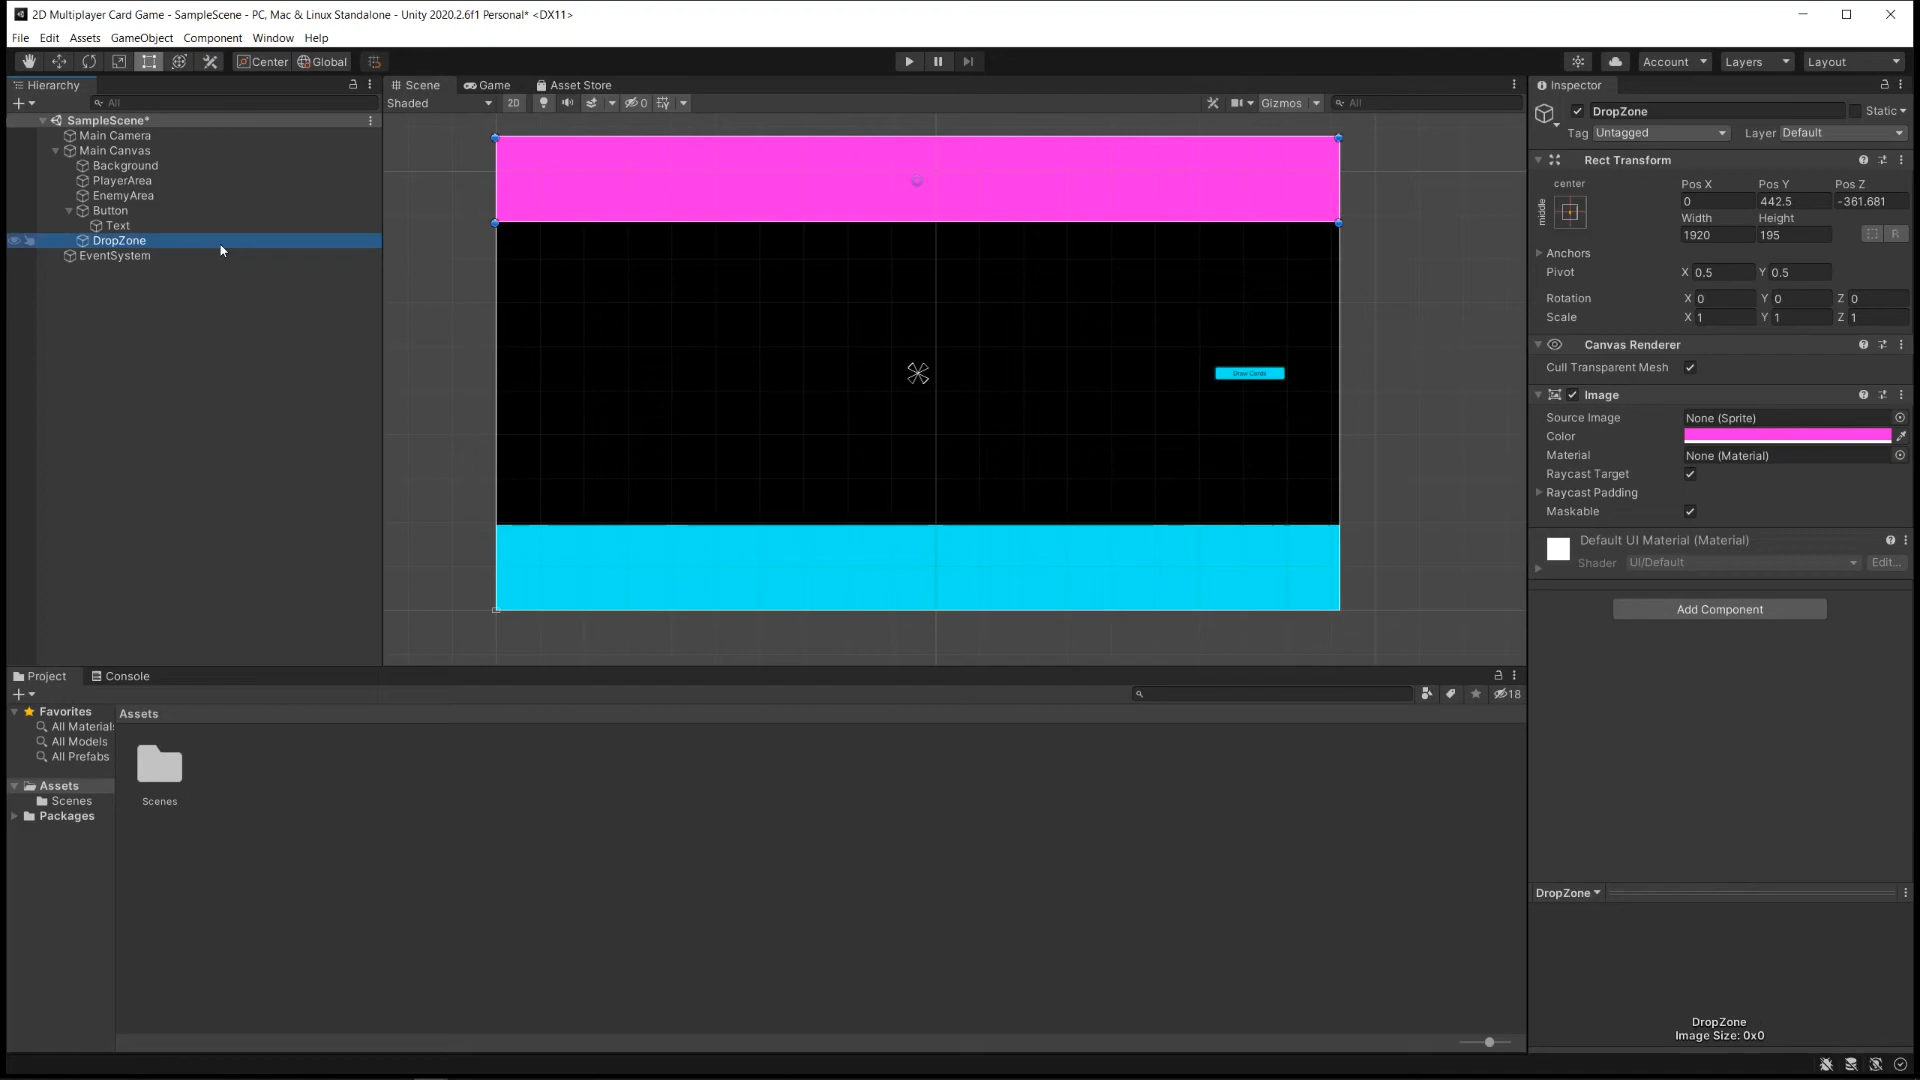 2D Multiplayer Card Game - SampleScene - PC, Mac & Linux Standalone - Unity 2020.2.6f1 Personal* <DX11>
File Edit Assets GameObject Component Window Help
Center Global Account Layers Layout
Hierarchy
All
SampleScene*
Main Camera
Main Canvas
Background
PlayerArea
EnemyArea
Button
Text
DropZone
EventSystem
Scene Game Asset Store
Shaded 2D 0 Gizmos All
Draw Cards
Inspector
DropZone Static
Tag Untagged Layer Default
Rect Transform
center Pos X Pos Y Pos Z
middle 0 442.5 -361.681
Width Height
1920 195 R
Anchors
Pivot X 0.5 Y 0.5
Rotation X 0 Y 0 Z 0
Scale X 1 Y 1 Z 1
Canvas Renderer
Cull Transparent Mesh
Image
Source Image None (Sprite)
Color
Material None (Material)
Raycast Target
Raycast Padding
Maskable
Default UI Material (Material)
Shader UI/Default Edit...
Add Component
DropZone
DropZone
Image Size: 0x0
Project Console
18
Favorites
All Materials
All Models
All Prefabs
Assets
Scenes
Packages
Assets
Scenes